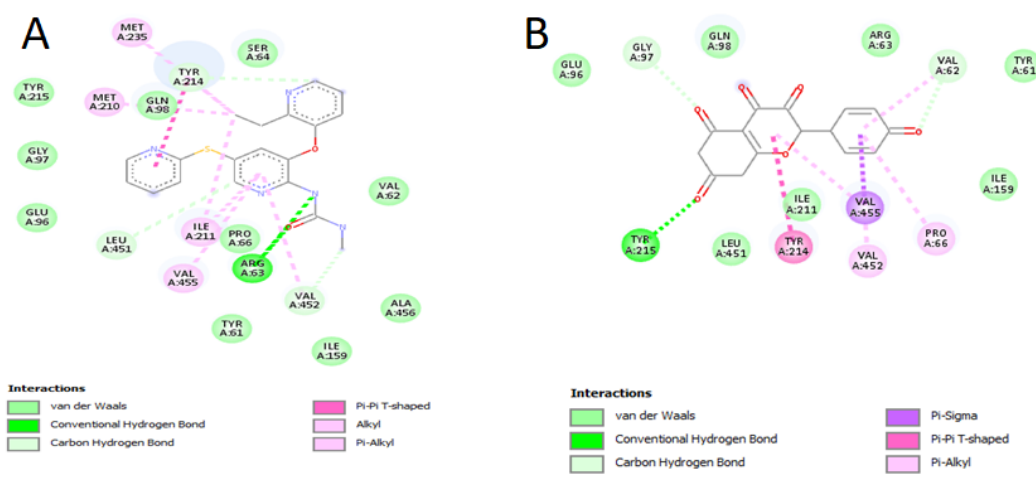 A
MET
A:235
SER
A:64
TYR
A:214
TYR
A:215
MET
A:210
GLN
A:98
N
N
GLY
A:97
S
O
N
N
GLU
A:96
VAL
A:62
LEU
A:451
ILE
A:211
PRO
A:66
O
N
ARG
A:63
VAL
A:455
VAL
A:452
ALA
A:456
TYR
A:61
ILE
A:159
Interactions
van der Waals
Conventional Hydrogen Bond
Carbon Hydrogen Bond
Pi-Pi T-shaped
Alkyl
Pi-Alkyl
B
GLY
A:97
GLN
A:98
ARG
A:63
GLU
A:96
VAL
A:62
TYR
A:61
O
O
O
O
O
O
ILE
A:159
ILE
A:211
VAL
A:455
TYR
A:215
LEU
A:451
TYR
A:214
PRO
A:66
VAL
A:452
Interactions
van der Waals
Conventional Hydrogen Bond
Carbon Hydrogen Bond
Pi-Sigma
Pi-Pi T-shaped
Pi-Alkyl